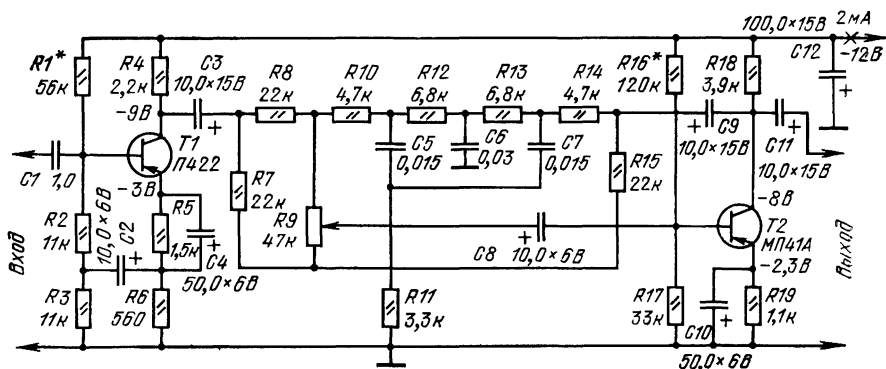 R1*
56к
R4
2,2к
-9В
C3
10,0×15В
R8
22к
R10
4,7к
R12
6,8к
R13
6,8к
R14
4,7к
R16*
120к
100,0×15В
2мА
-12В
R18
3,9к
C12
T1
П422
C1 1,0
-3В
R7
22к
C5
0,015
C6
0,03
C7
0,015
R15
22к
C9
10,0×15В
C11
10,0×15В
Вход
R2
11к
10,0×6В
C2
R5
1,5к
C4
50,0×6В
R9
47к
C8
10,0×6В
-8В
T2
МП41А
-2,3В
Выход
R3
11к
R6
560
R11
3,3к
R17
33к
C10
50,0×6В
R19
1,1к